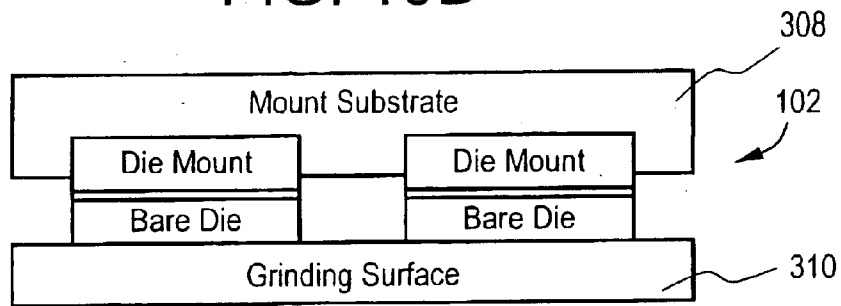 308
Mount Substrate
102
Die Mount Die Mount
Bare Die Bare Die
Grinding Surface
310